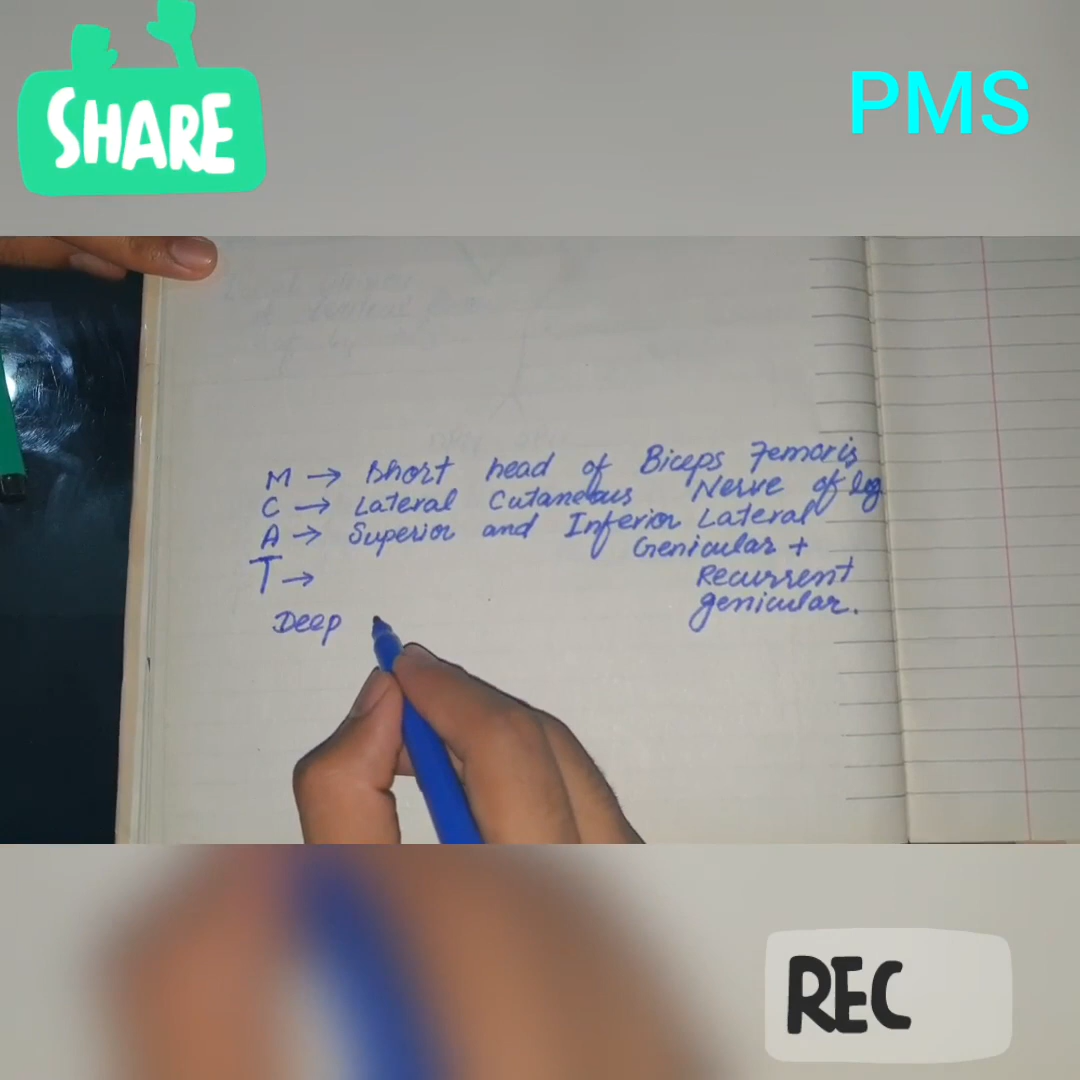 SHARE
PMS
M → Short head of Biceps Femoris
C → Lateral Cutaneous Nerve of leg
A → Superior and Inferior Lateral
Genicular +
T →
Recurrent
genicular.
Deep
REC